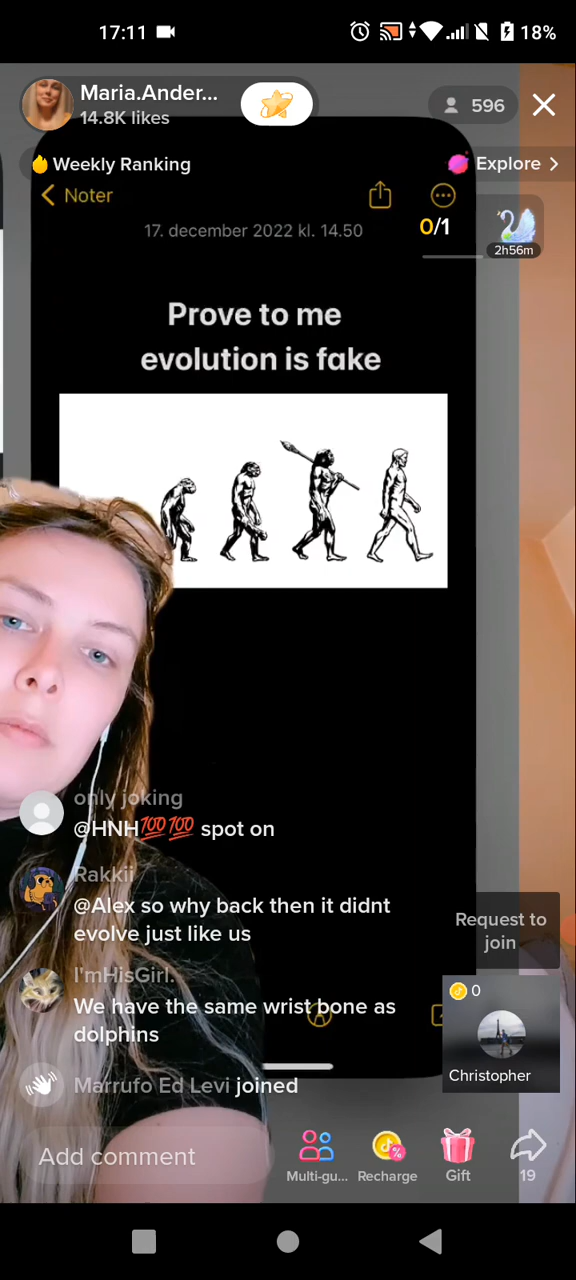 17:11
18%
Maria.Ander...
14.8K likes
596
Weekly Ranking
Explore >
Noter
17. december 2022 kl. 14.50
0/1
2h56m
Prove to me
evolution is fake
only joking
@HNH💯💯 spot on
Rakkii
@Alex so why back then it didnt
evolve just like us
Request to
join
I'mHisGirl.
We have the same wrist bone as
dolphins
0
Christopher
Marrufo Ed Levi joined
Add comment
Multi-gu...
Recharge
Gift
19